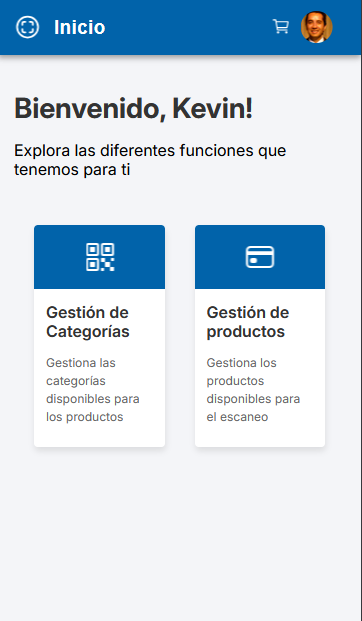 Inicio
Bienvenido, Kevin!
Explora las diferentes funciones que
tenemos para ti
Gestión de
Categorías
Gestiona las
categorías
disponibles para
los productos
Gestión de
productos
Gestiona los
productos
disponibles para
el escaneo